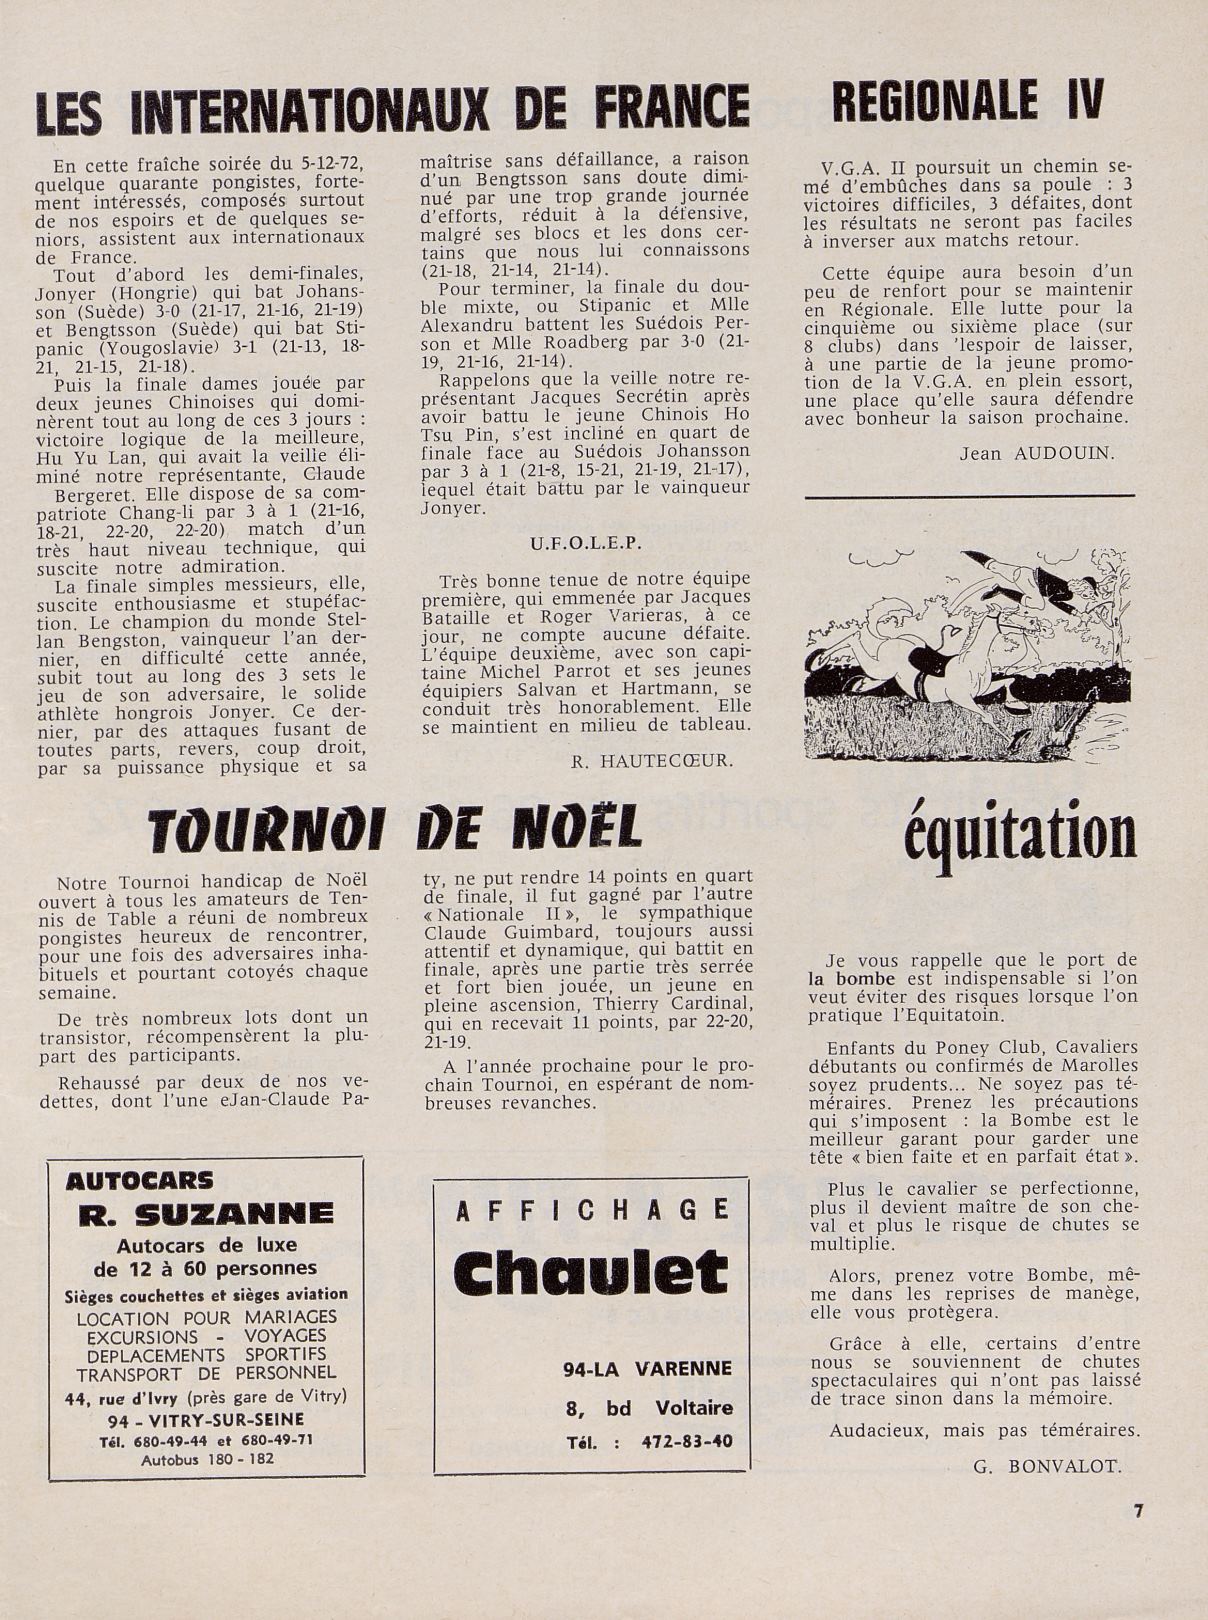 LES INTERNATIONAUX DE FRANCE
En cette fraîche soirée du 5-12-72,
quelque quarante pongistes, forte-
ment intéressés, composés surtout
de nos espoirs et de quelques se-
niors, assistent aux internationaux
de France.
Tout d'abord les demi-finales,
Jonyer (Hongrie) qui bat Johans-
son (Suède) 3-0 (21-17, 21-16, 21-19)
et Bengtsson (Suède) qui bat Sti-
panic (Yougoslavie) 3-1 (21-13, 18-
21, 21-15, 21-18).
Puis la finale dames jouée par
deux jeunes Chinoises qui domi-
nèrent tout au long de ces 3 jours :
victoire logique de la meilleure,
Hu Yu Lan, qui avait la veille éli-
miné notre représentante, Claude
Bergeret. Elle dispose de sa com-
patriote Chang-li par 3 à 1 (21-16,
18-21, 22-20, 22-20) match d'un
très haut niveau technique, qui
suscite notre admiration.
La finale simples messieurs, elle,
suscite enthousiasme et stupéfac-
tion. Le champion du monde Stel-
lan Bengston, vainqueur l'an der-
nier, en difficulté cette année,
subit tout au long des 3 sets le
jeu de son adversaire, le solide
athlète hongrois Jonyer. Ce der-
nier, par des attaques fusant de
toutes parts, revers, coup droit,
par sa puissance physique et sa
maîtrise sans défaillance, a raison
d'un Bengtsson sans doute dimi-
nué par une trop grande journée
d'efforts, réduit à la défensive,
malgré ses blocs et les dons cer-
tains que nous lui connaissons
(21-18, 21-14, 21-14).
Pour terminer, la finale du dou-
ble mixte, ou Stipanic et Mlle
Alexandru battent les Suédois Per-
son et Mlle Roadberg par 3-0 (21-
19, 21-16, 21-14).
Rappelons que la veille notre re-
présentant Jacques Secrétin après
avoir battu le jeune Chinois Ho
Tsu Pin, s'est incliné en quart de
finale face au Suédois Johansson
par 3 à 1 (21-8, 15-21, 21-19, 21-17),
lequel était battu par le vainqueur
Jonyer.
U.F.O.L.E.P.
Très bonne tenue de notre équipe
première, qui emmenée par Jacques
Bataille et Roger Varieras, à ce
jour, ne compte aucune défaite.
L'équipe deuxième, avec son capi-
taine Michel Parrot et ses jeunes
équipiers Salvan et Hartmann, se
conduit très honorablement. Elle
se maintient en milieu de tableau.
R. HAUTECŒUR.
REGIONALE IV
V.G.A. II poursuit un chemin se-
mé d'embûches dans sa poule : 3
victoires difficiles, 3 défaites, dont
les résultats ne seront pas faciles
à inverser aux matchs retour.
Cette équipe aura besoin d'un
peu de renfort pour se maintenir
en Régionale. Elle lutte pour la
cinquième ou sixième place (sur
8 clubs) dans 'lespoir de laisser,
à une partie de la jeune promo-
tion de la V.G.A. en plein essort,
une place qu'elle saura défendre
avec bonheur la saison prochaine.
Jean AUDOUIN.
TOURNOI DE NOËL
Notre Tournoi handicap de Noël
ouvert à tous les amateurs de Ten-
nis de Table a réuni de nombreux
pongistes heureux de rencontrer,
pour une fois des adversaires inha-
bituels et pourtant cotoyés chaque
semaine.
De très nombreux lots dont un
transistor, récompensèrent la plu-
part des participants.
Rehaussé par deux de nos ve-
dettes, dont l'une eJan-Claude Pa-
ty, ne put rendre 14 points en quart
de finale, il fut gagné par l'autre
« Nationale II », le sympathique
Claude Guimbard, toujours aussi
attentif et dynamique, qui battit en
finale, après une partie très serrée
et fort bien jouée, un jeune en
pleine ascension, Thierry Cardinal,
qui en recevait 11 points, par 22-20,
21-19.
A l'année prochaine pour le pro-
chain Tournoi, en espérant de nom-
breuses revanches.
équitation
Je vous rappelle que le port de
la bombe est indispensable si l'on
veut éviter des risques lorsque l'on
pratique l'Equitatoin.
Enfants du Poney Club, Cavaliers
débutants ou confirmés de Marolles
soyez prudents... Ne soyez pas té-
méraires. Prenez les précautions
qui s'imposent : la Bombe est le
meilleur garant pour garder une
tête « bien faite et en parfait état ».
Plus le cavalier se perfectionne,
plus il devient maître de son che-
val et plus le risque de chutes se
multiplie.
Alors, prenez votre Bombe, mê-
me dans les reprises de manège,
elle vous protègera.
Grâce à elle, certains d'entre
nous se souviennent de chutes
spectaculaires qui n'ont pas laissé
de trace sinon dans la mémoire.
Audacieux, mais pas téméraires.
G. BONVALOT.
AUTOCARS
R. SUZANNE
Autocars de luxe
de 12 à 60 personnes
Sièges couchettes et sièges aviation
LOCATION POUR MARIAGES
EXCURSIONS - VOYAGES
DEPLACEMENTS SPORTIFS
TRANSPORT DE PERSONNEL
44, rue d'Ivry (près gare de Vitry)
94 - VITRY-SUR-SEINE
Tél. 680-49-44 et 680-49-71
Autobus 180 - 182
AFFICHAGE
Chaulet
94-LA VARENNE
8, bd Voltaire
Tél. : 472-83-40
7